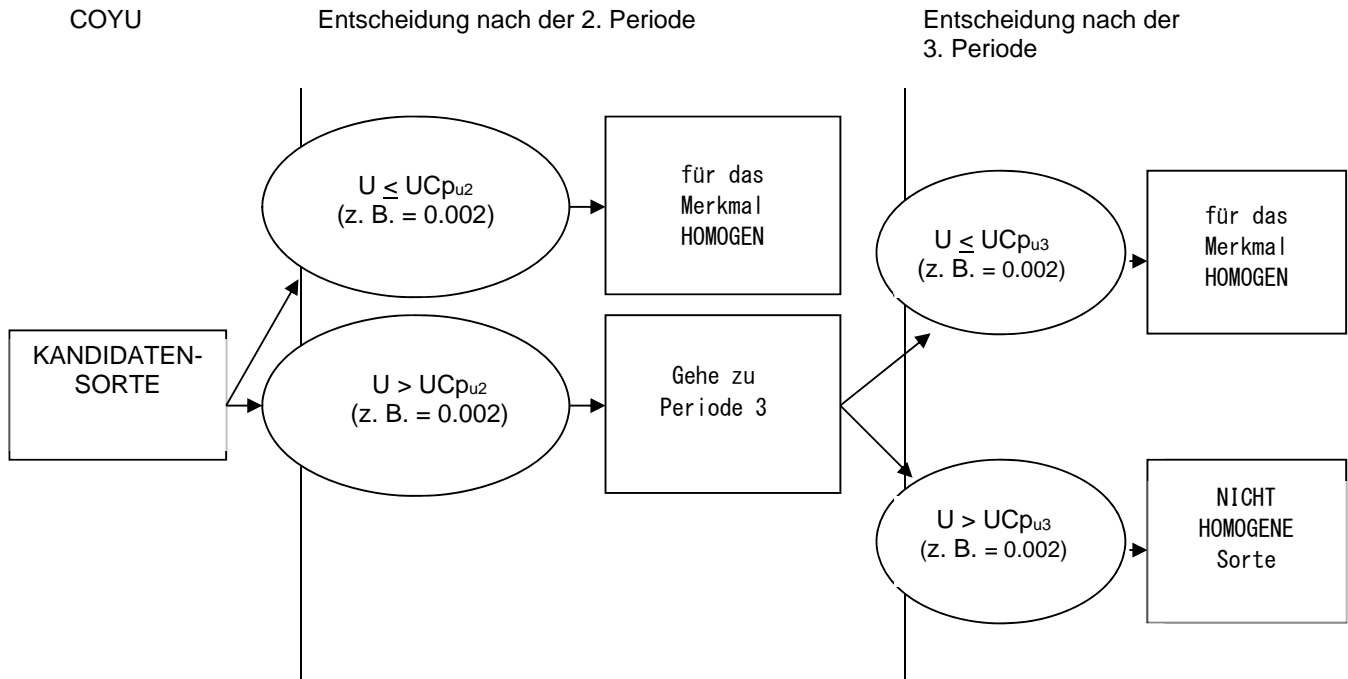 COYU
Entscheidung nach der 2. Periode
Entscheidung nach der
3. Periode
U ≤ UCpu2
(z. B. = 0.002)
für das
Merkmal
HOMOGEN
U ≤ UCpu3
(z. B. = 0.002)
für das
Merkmal
HOMOGEN
KANDIDATEN-
SORTE
U > UCpu2
(z. B. = 0.002)
Gehe zu
Periode 3
U > UCpu3
(z. B. = 0.002)
NICHT
HOMOGENE
Sorte